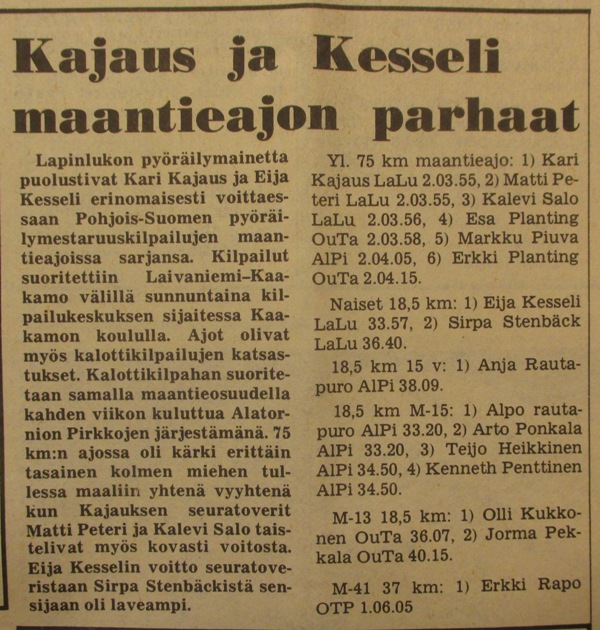 Kajaus ja Kesseli
maantieajon parhaat
Lapinlukon pyöräilymainetta
puolustivat Kari Kajaus ja Eija
Kesseli erinomaisesti voittaes-
saan Pohjois-Suomen pyöräi-
lymestaruuskilpailujen maan-
tieajoissa sarjansa. Kilpailut
suoritettiin Laivaniemi–Kaa-
kamo välillä sunnuntaina kil-
pailukeskuksen sijaitessa Kaa-
kamon koululla. Ajot olivat
myös kalottikilpailujen katsas-
tukset. Kalottikilpahan suorite-
taan samalla maantieosuudella
kahden viikon kuluttua Alator-
nion Pirkkojen järjestämänä. 75
km:n ajossa oli kärki erittäin
tasainen kolmen miehen tul-
lessa maaliin yhtenä vyyhtenä
kun Kajauksen seuratoverit
Matti Peteri ja Kalevi Salo tais-
telivat myös kovasti voitosta.
Eija Kesselin voitto seuratove-
ristaan Sirpa Stenbäckistä sen-
sijaan oli laveampi.
Yl. 75 km maantieajo: 1) Kari
Kajaus LaLu 2.03.55, 2) Matti Pe-
teri LaLu 2.03.55, 3) Kalevi Salo
LaLu 2.03.56, 4) Esa Planting
OuTa 2.03.58, 5) Markku Piuva
AlPi 2.04.05, 6) Erkki Planting
OuTa 2.04.15.
Naiset 18,5 km: 1) Eija Kesseli
LaLu 33.57, 2) Sirpa Stenbäck
LaLu 36.40.
18,5 km 15 v: 1) Anja Rauta-
puro AlPi 38.09.
18,5 km M-15: 1) Alpo rauta-
puro AlPi 33.20, 2) Arto Ponkala
AlPi 33.20, 3) Teijo Heikkinen
AlPi 34.50, 4) Kenneth Penttinen
AlPi 34.50.
M-13 18,5 km: 1) Olli Kukko-
nen OuTa 36.07, 2) Jorma Pek-
kala OuTa 40.15.
M-41 37 km: 1) Erkki Rapo
OTP 1.06.05